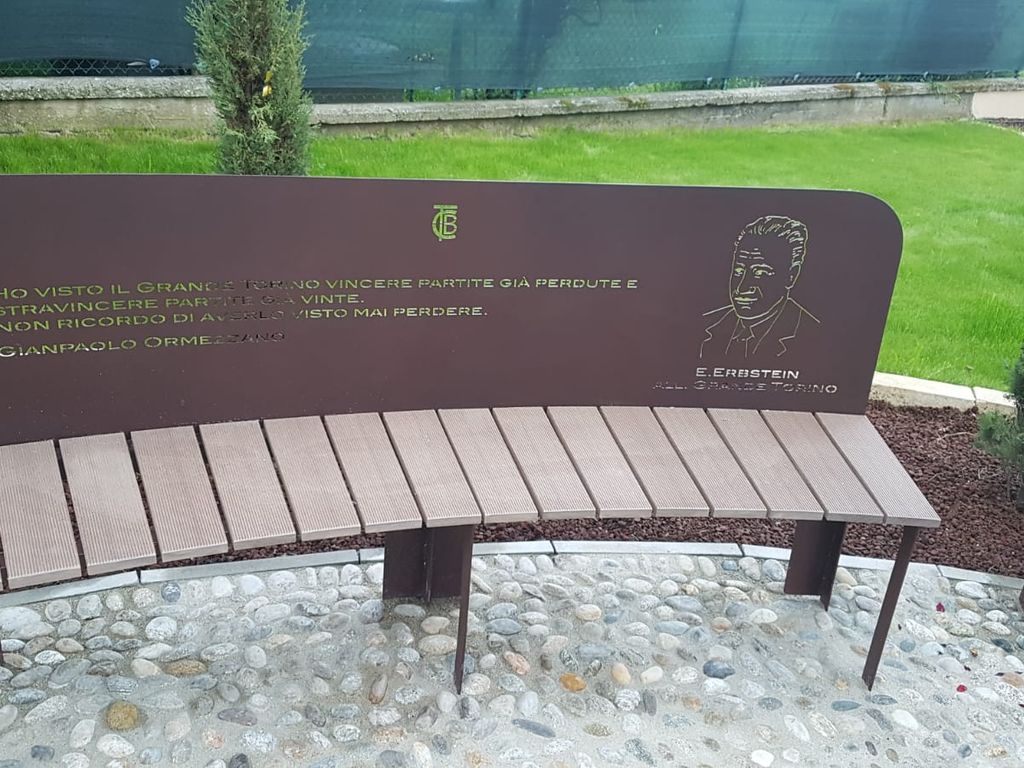 HO VISTO IL GRANDE TORINO VINCERE PARTITE GIÀ PERDUTE E
STRAVINCERE PARTITE GIÀ VINTE.
NON RICORDO DI AVERLO VISTO MAI PERDERE.
GIANPAOLO ORMEZZANO
E.ERBSTEIN
ALL. GRANDE TORINO